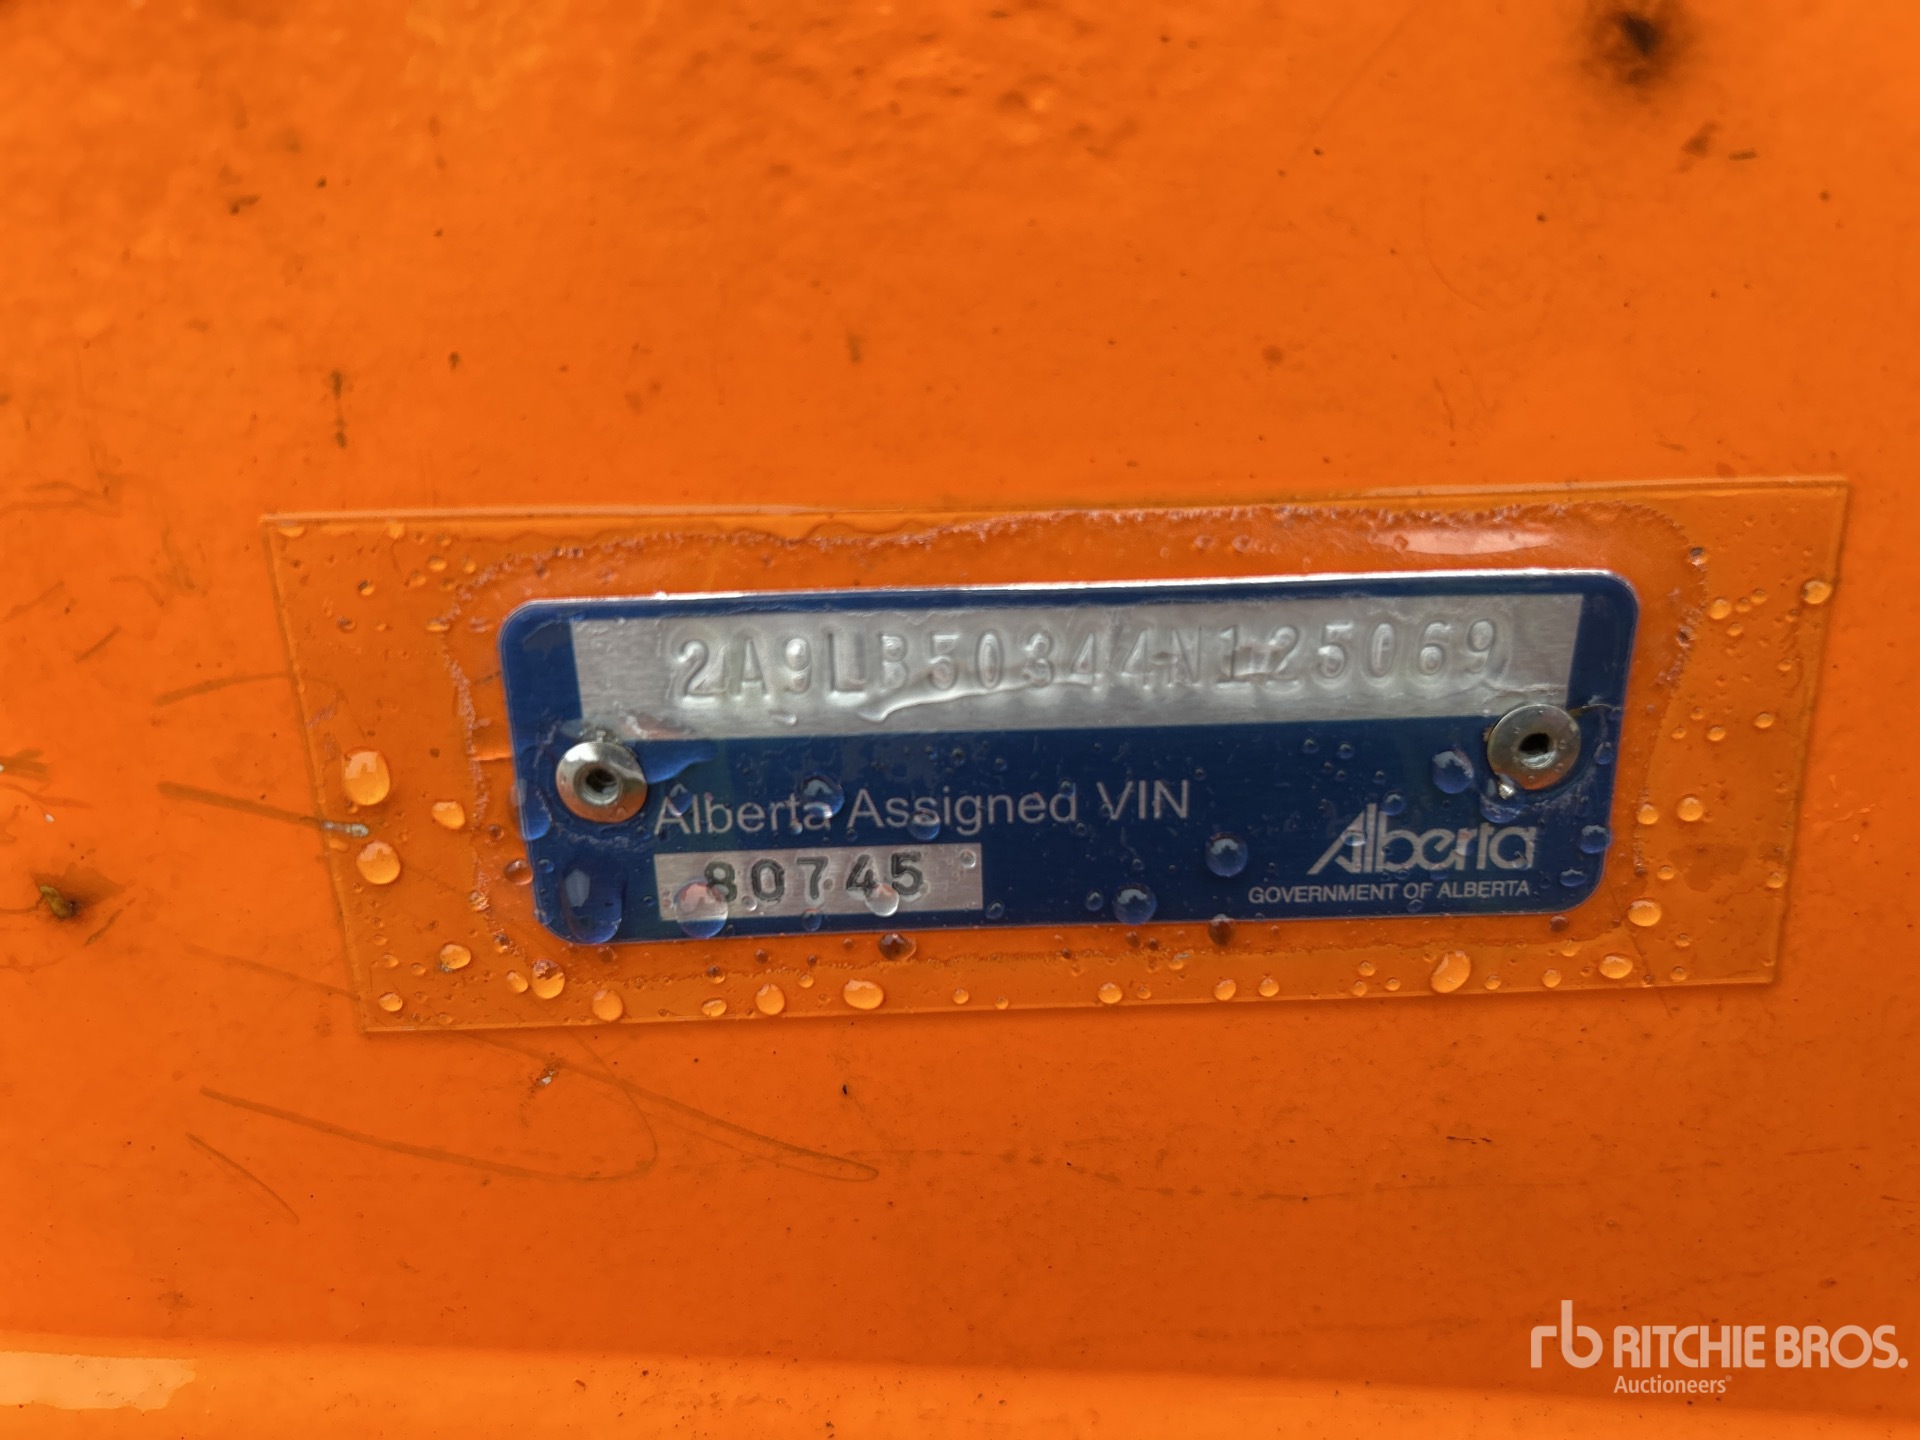 2A9LB50344N125069
Alberta Assigned VIN
80745
Alberta
GOVERNMENT OF ALBERTA
rb RITCHIE BROS.
Auctioneers